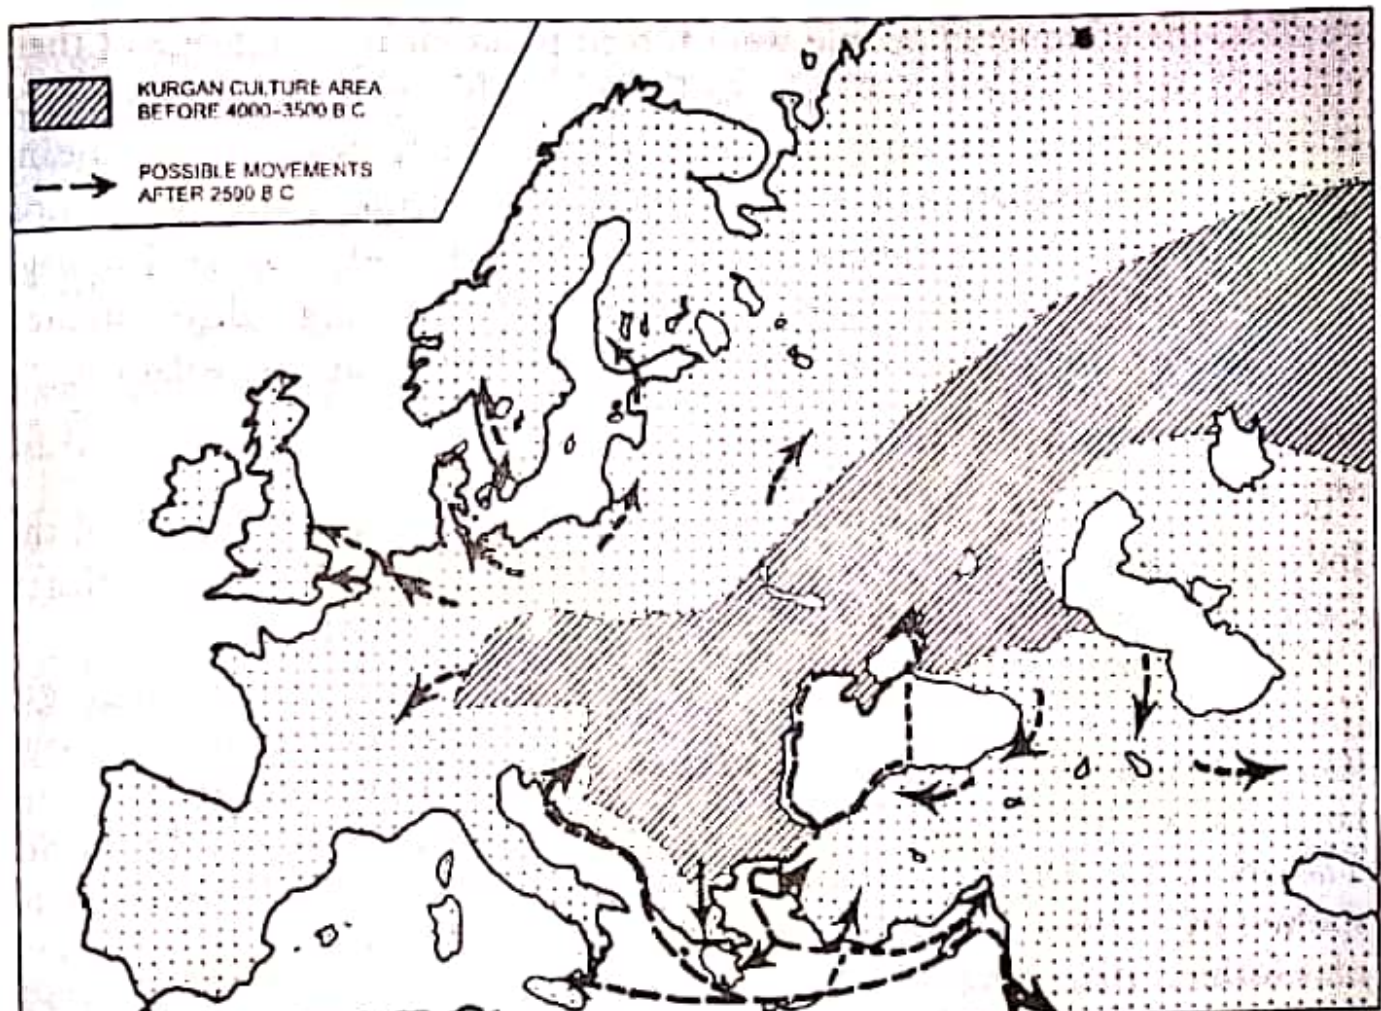 KURGAN CULTURE AREA
BEFORE 4000-3500 B C
POSSIBLE MOVEMENTS
AFTER 2500 B C